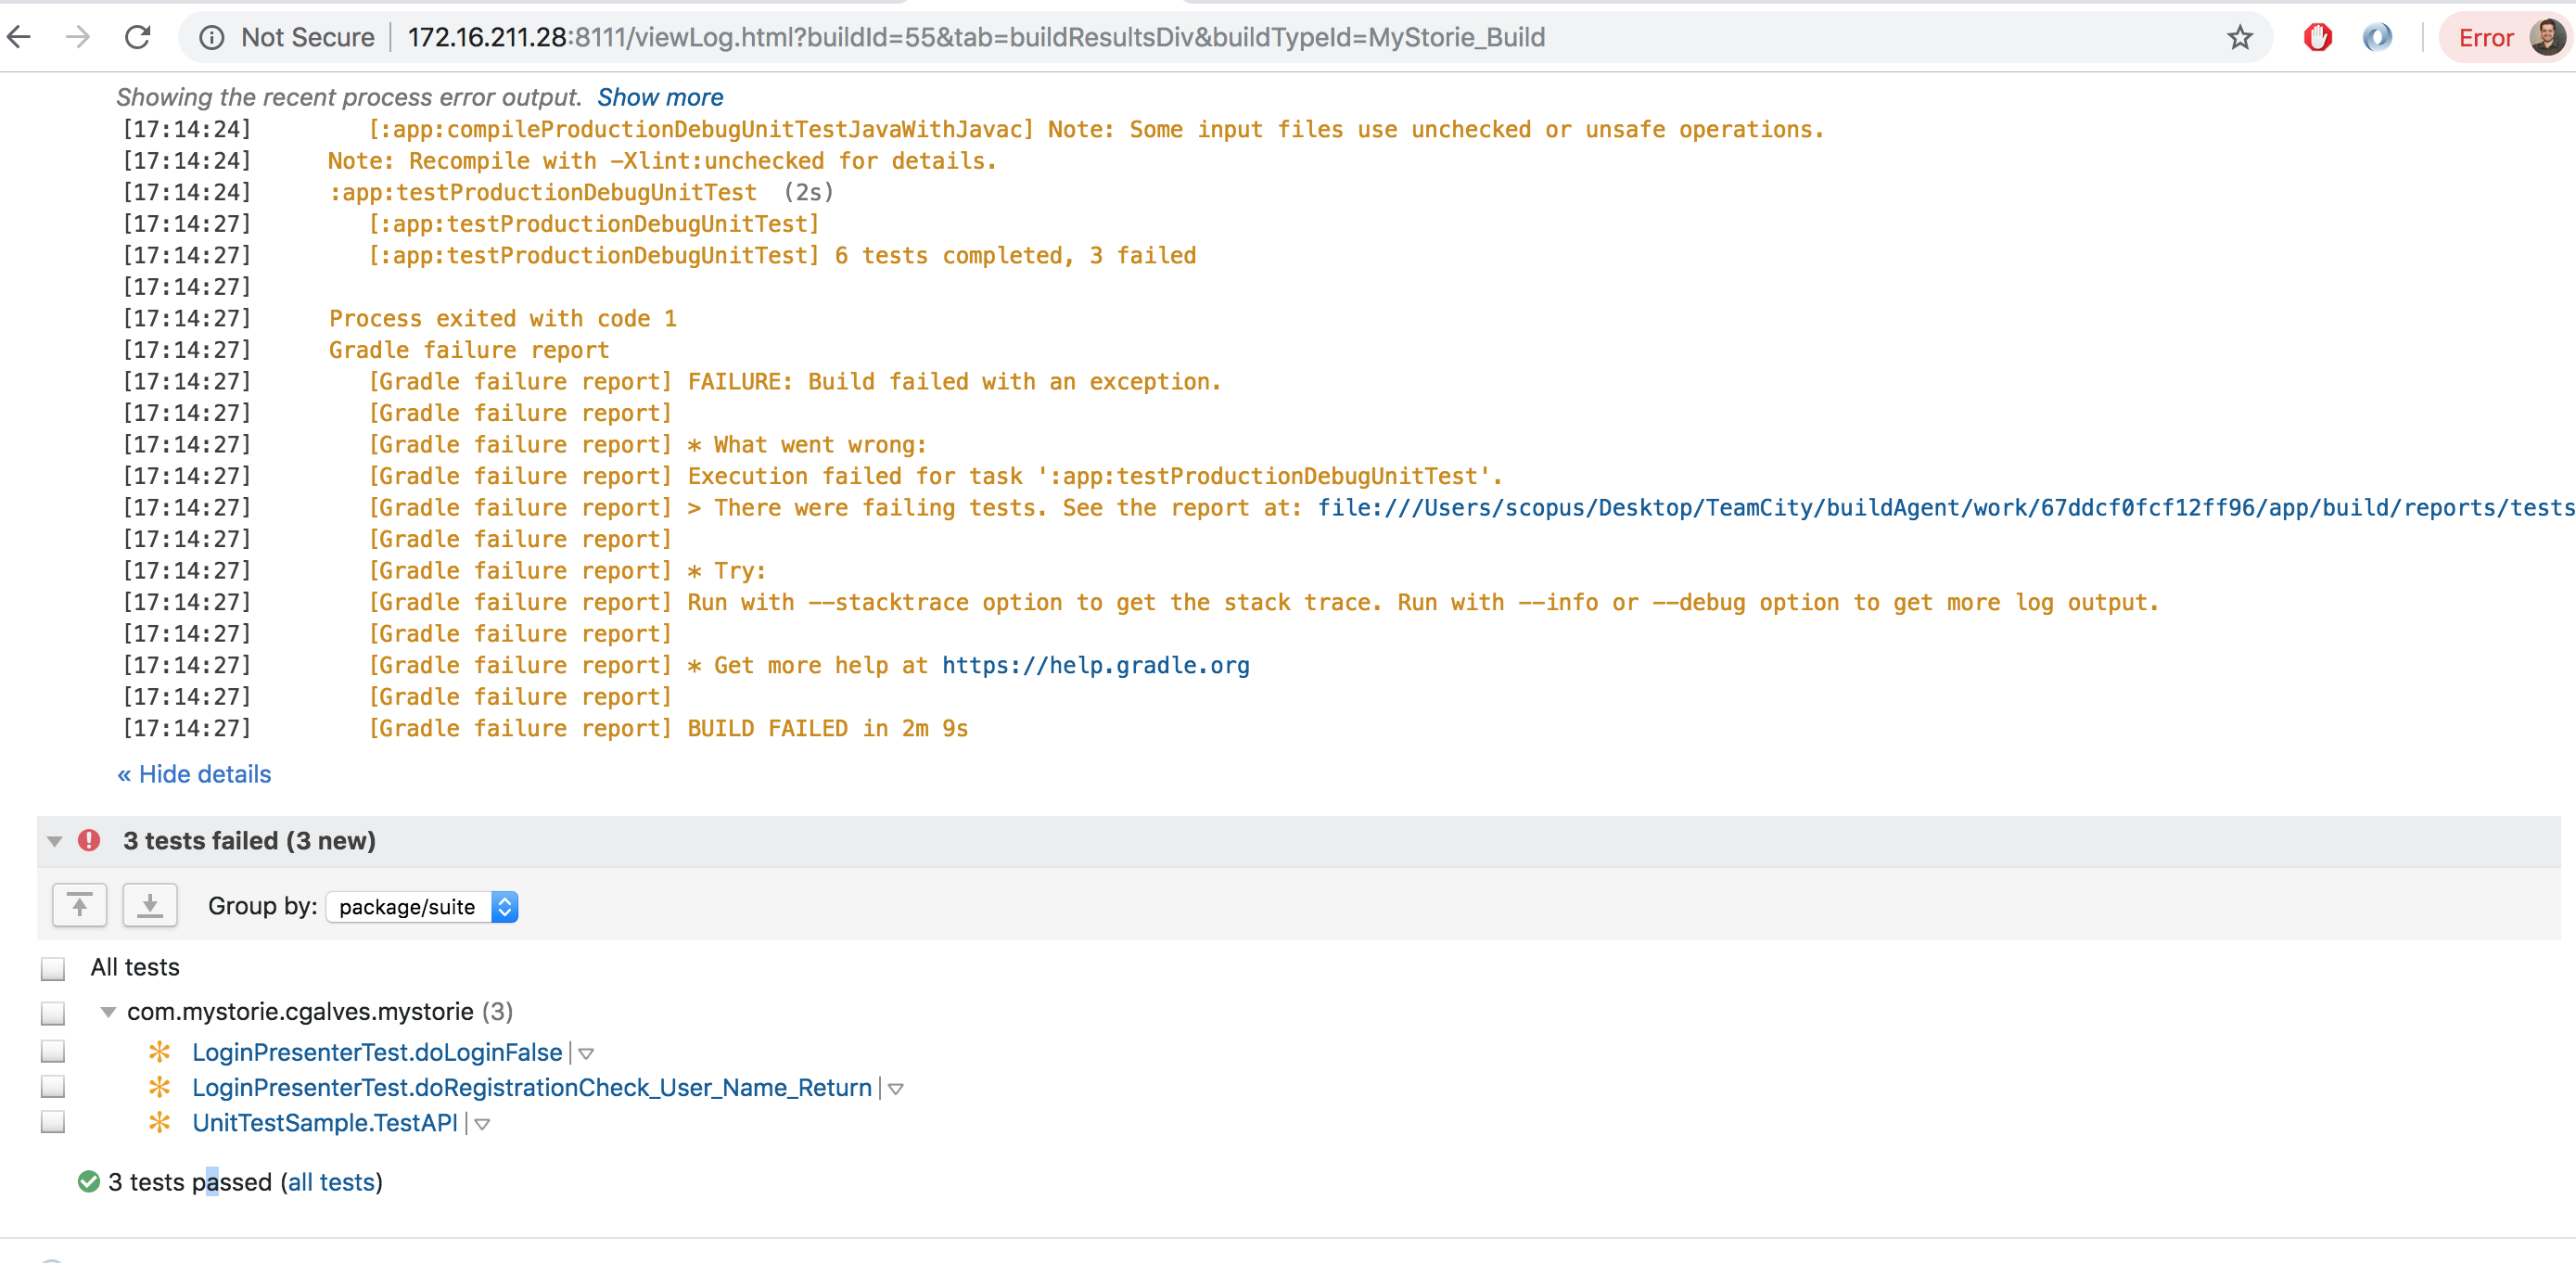 Not Secure 172.16.211.28:8111/viewLog.html?buildId=55&tab=buildResultsDiv&buildTypeId=MyStorie_Build Error
Showing the recent process error output. Show more
[17:14:24] [:app:compileProductionDebugUnitTestJavaWithJavac] Note: Some input files use unchecked or unsafe operations.
[17:14:24] Note: Recompile with -Xlint:unchecked for details.
[17:14:24] :app:testProductionDebugUnitTest (2s)
[17:14:27] [:app:testProductionDebugUnitTest]
[17:14:27] [:app:testProductionDebugUnitTest] 6 tests completed, 3 failed
[17:14:27]
[17:14:27] Process exited with code 1
[17:14:27] Gradle failure report
[17:14:27] [Gradle failure report] FAILURE: Build failed with an exception.
[17:14:27] [Gradle failure report]
[17:14:27] [Gradle failure report] * What went wrong:
[17:14:27] [Gradle failure report] Execution failed for task ':app:testProductionDebugUnitTest'.
[17:14:27] [Gradle failure report] > There were failing tests. See the report at: file:///Users/scopus/Desktop/TeamCity/buildAgent/work/67ddcf0fcf12ff96/app/build/reports/tests
[17:14:27] [Gradle failure report]
[17:14:27] [Gradle failure report] * Try:
[17:14:27] [Gradle failure report] Run with --stacktrace option to get the stack trace. Run with --info or --debug option to get more log output.
[17:14:27] [Gradle failure report]
[17:14:27] [Gradle failure report] * Get more help at https://help.gradle.org
[17:14:27] [Gradle failure report]
[17:14:27] [Gradle failure report] BUILD FAILED in 2m 9s
« Hide details
3 tests failed (3 new)
Group by: package/suite
All tests
com.mystorie.cgalves.mystorie (3)
LoginPresenterTest.doLoginFalse
LoginPresenterTest.doRegistrationCheck_User_Name_Return
UnitTestSample.TestAPI
3 tests passed (all tests)